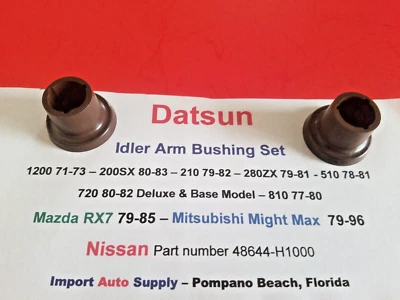 Datsun
Idler Arm Bushing Set
1200 71-73 – 200SX 80-83 - 210 79-82 – 280ZX 79-81 - 510 78-81
720 80-82 Deluxe & Base Model – 810 77-80
Mazda RX7 79-85 – Mitsubishi Might Max 79-96
Nissan Part number 48644-H1000
Import Auto Supply – Pompano Beach, Florida